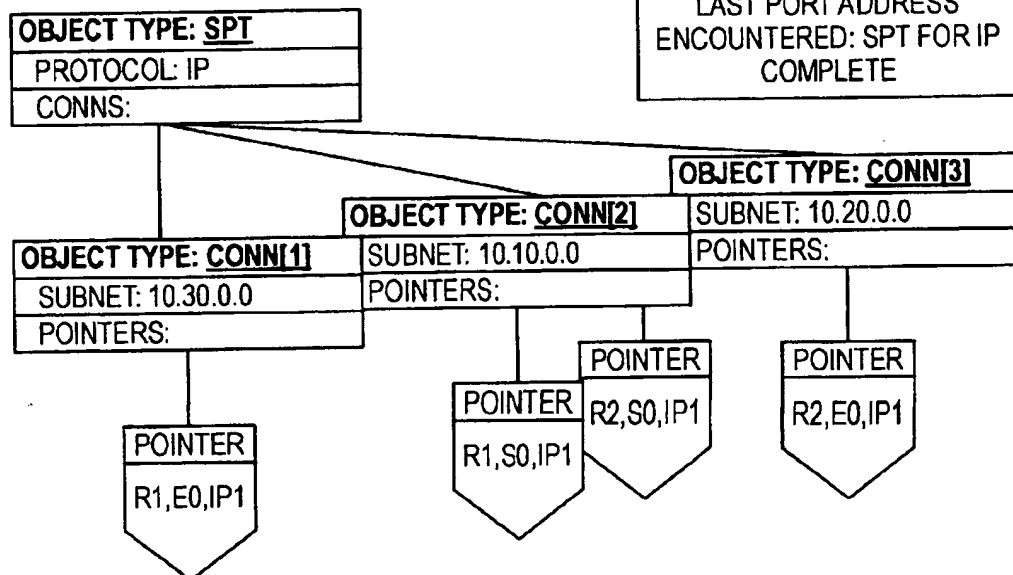 OBJECT TYPE: SPT
PROTOCOL: IP
CONNS:
LAST PORT ADDRESS
ENCOUNTERED: SPT FOR IP
COMPLETE
OBJECT TYPE: CONN[3]
SUBNET: 10.20.0.0
POINTERS:
OBJECT TYPE: CONN[2]
SUBNET: 10.10.0.0
POINTERS:
OBJECT TYPE: CONN[1]
SUBNET: 10.30.0.0
POINTERS:
POINTER
R1,E0,IP1
POINTER
R1,S0,IP1
POINTER
R2,S0,IP1
POINTER
R2,E0,IP1